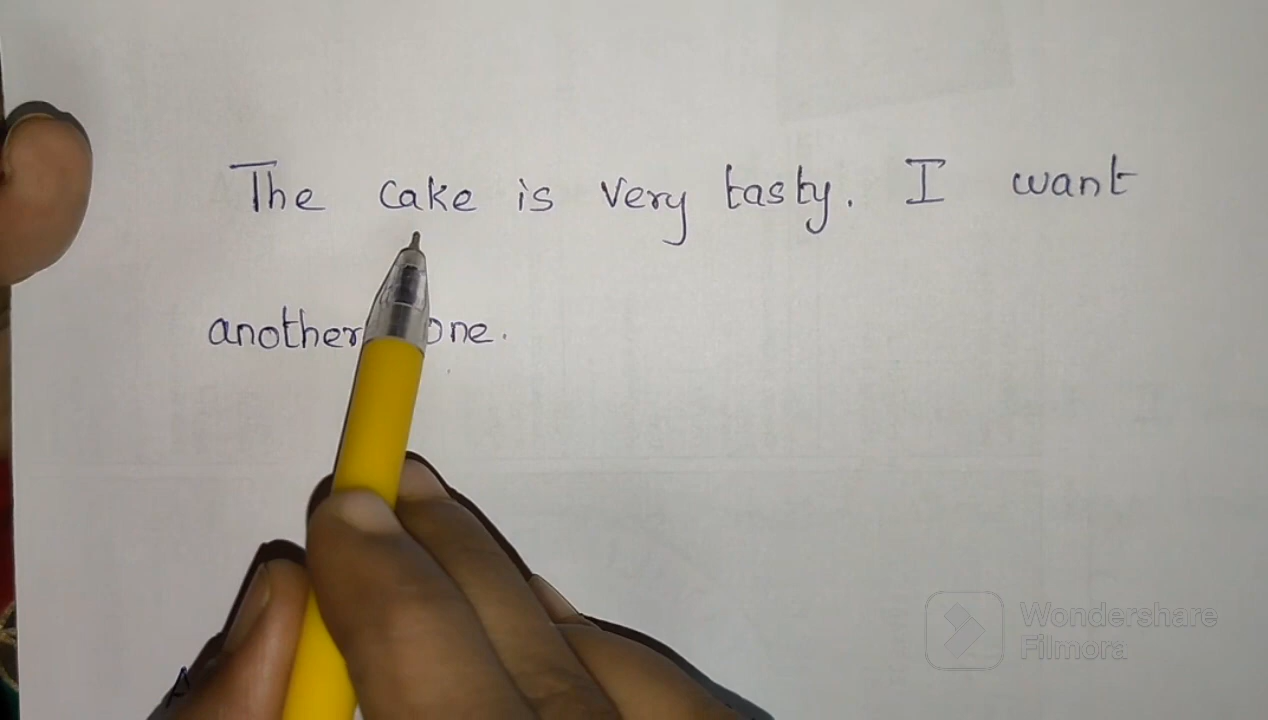 The cake is very tasty. I want
another one.
Wondershare
Filmora